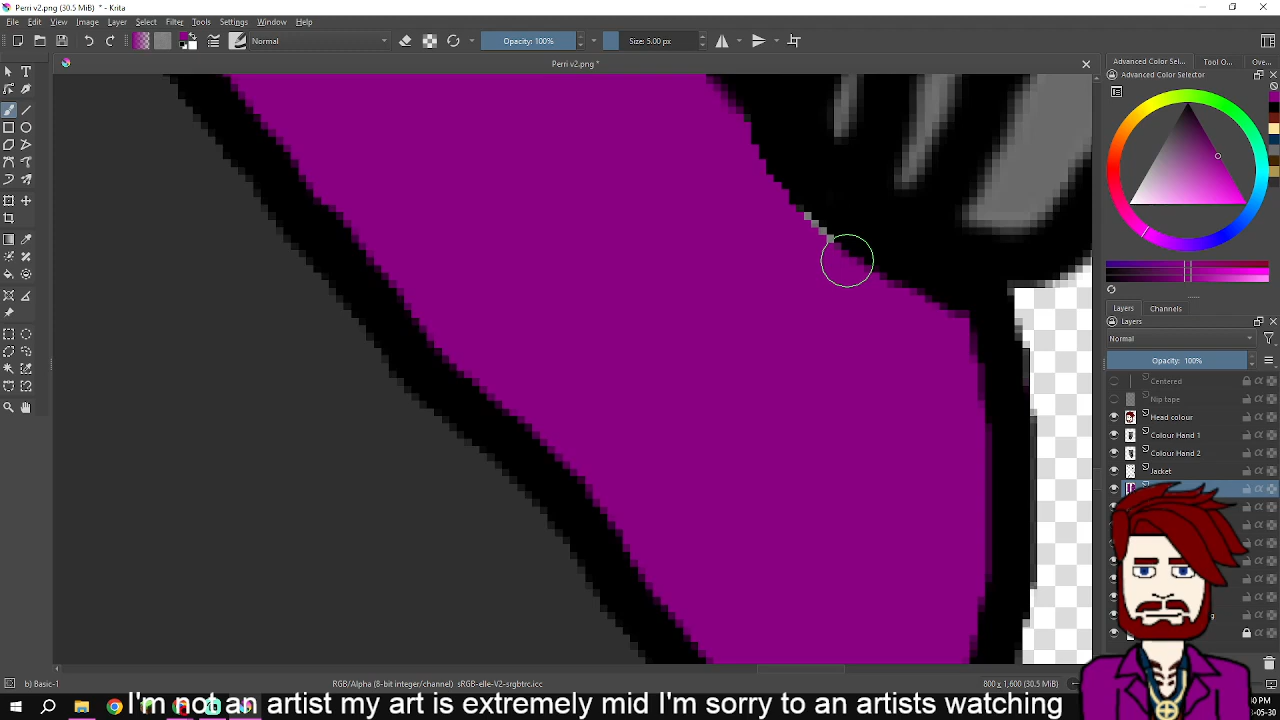 Perri v2.png (30.5 MiB) * - Krita
File Edit View Image Layer Select Filter Tools Settings Window Help
Normal Opacity: 100% Size: 5.00 px
Perri v2.png*
Advanced Color Sel... Tool O... Ove...
Advanced Color Selector
Layers Channels
Layers
Normal
Opacity: 100%
Centered
Nip tape
Head colour
Colour Hand 1
Colour Hand 2
Jacket
b) Basic-1 RGB/Alpha (8-bit integer/channel) sRGB-elle-V2-srgbtrc.icc 800 x 1,600 (30.5 MiB)
I'm not an artist my art is extremely mid I'm sorry to an artists watching